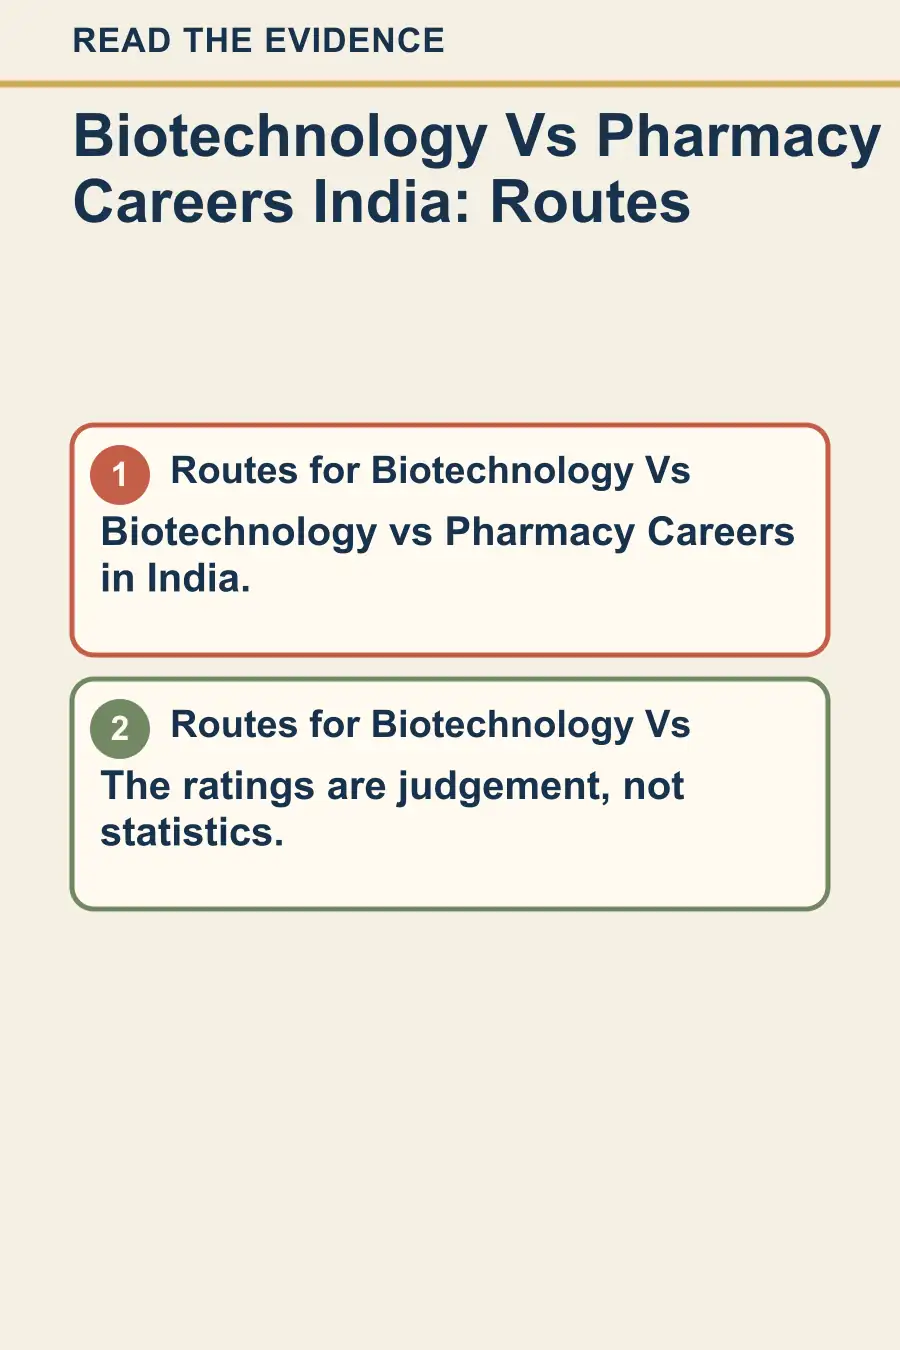 READ THE EVIDENCE
Biotechnology Vs Pharmacy
Careers India: Routes
1 Routes for Biotechnology Vs
Biotechnology vs Pharmacy Careers
in India.
2 Routes for Biotechnology Vs
The ratings are judgement, not
statistics.